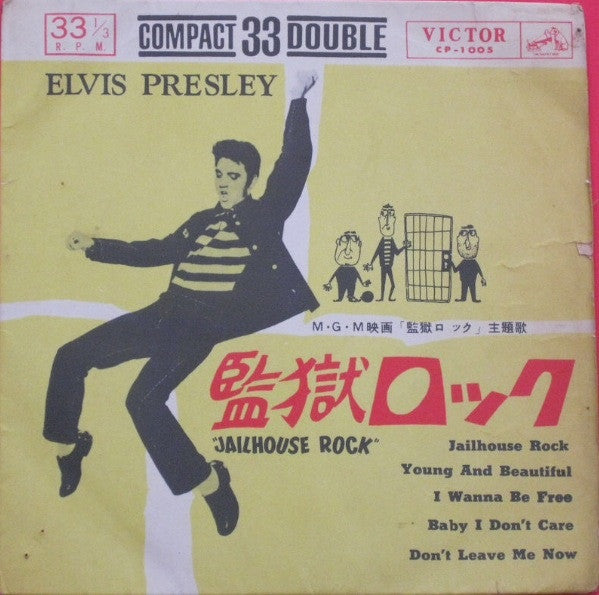 33 1/3
R.P.M.
COMPACT 33 DOUBLE
VICTOR
CP-1005
ELVIS PRESLEY
M・G・M映画「監獄ロック」主題歌
監獄ロック
"JAILHOUSE ROCK"
Jailhouse Rock
Young And Beautiful
I Wanna Be Free
Baby I Don't Care
Don't Leave Me Now